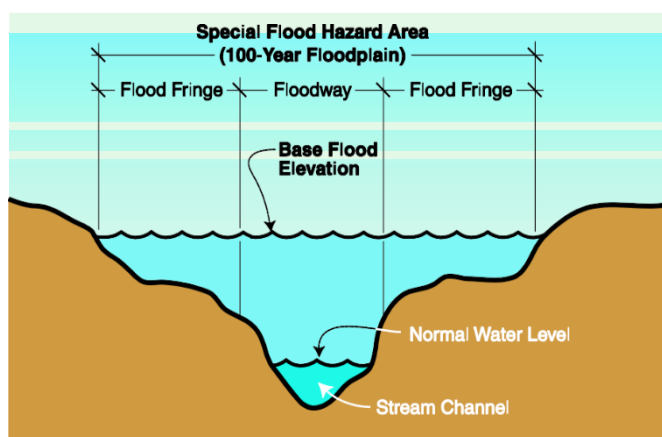 Special Flood Hazard Area
(100-Year Floodplain)
Flood Fringe
Floodway
Flood Fringe
Base Flood
Elevation
Normal Water Level
Stream Channel